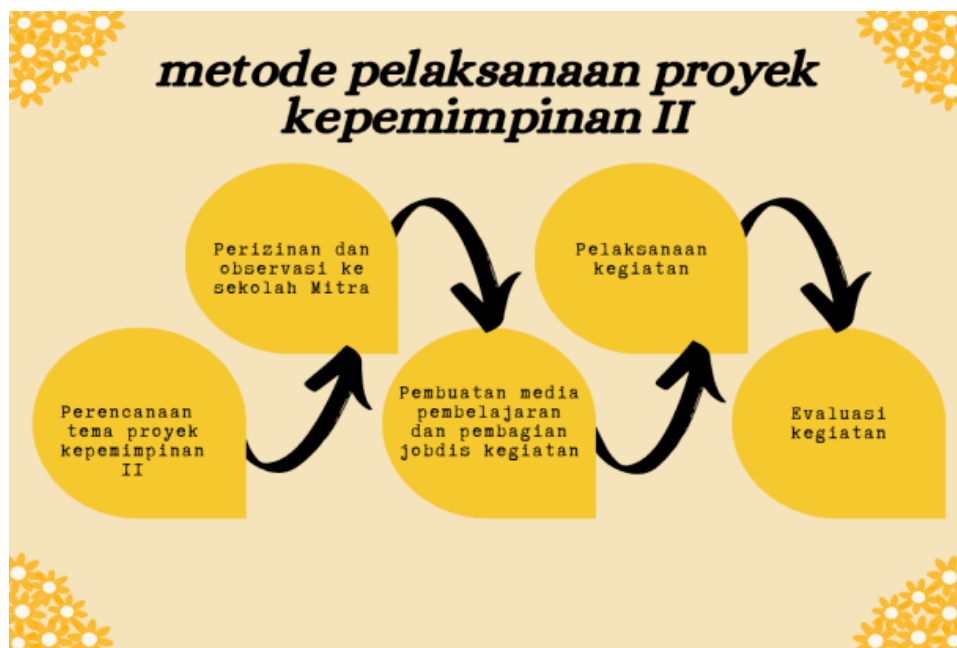 metode pelaksanaan proyek
kepemimpinan II
Perencanaan
tema proyek
kepemimpinan
II
Perizinan dan
observasi ke
sekolah Mitra
Pembuatan media
pembelajaran
dan pembagian
jobdis kegiatan
Pelaksanaan
kegiatan
Evaluasi
kegiatan